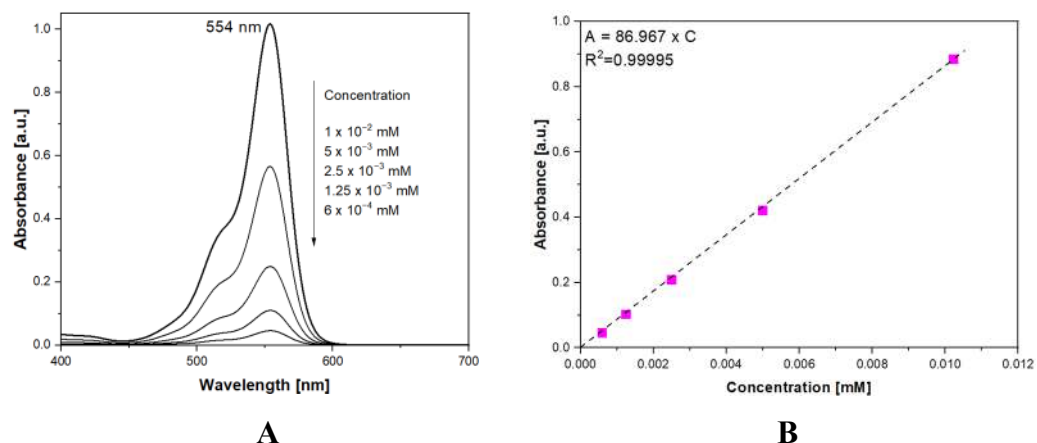 554 nm
Concentration
1 x 10⁻² mM
5 x 10⁻³ mM
2.5 x 10⁻³ mM
1.25 x 10⁻³ mM
6 x 10⁻⁴ mM
Absorbance [a.u.]
1.0
0.8
0.6
0.4
0.2
0.0
400
500
600
700
Wavelength [nm]
A
A = 86.967 x C
R²=0.99995
Absorbance [a.u.]
1.0
0.8
0.6
0.4
0.2
0.0
0.000
0.002
0.004
0.006
0.008
0.010
0.012
Concentration [mM]
B